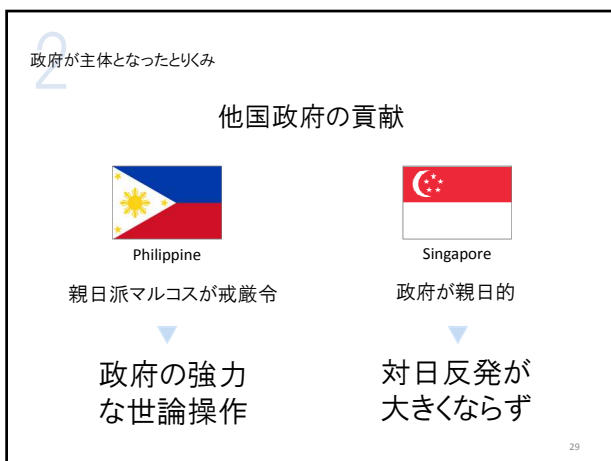 2
政府が主体となったとりくみ
他国政府の貢献
Philippine
Singapore
親日派マルコスが戒厳令
政府が親日的
政府の強力
な世論操作
対日反発が
大きくならず
29